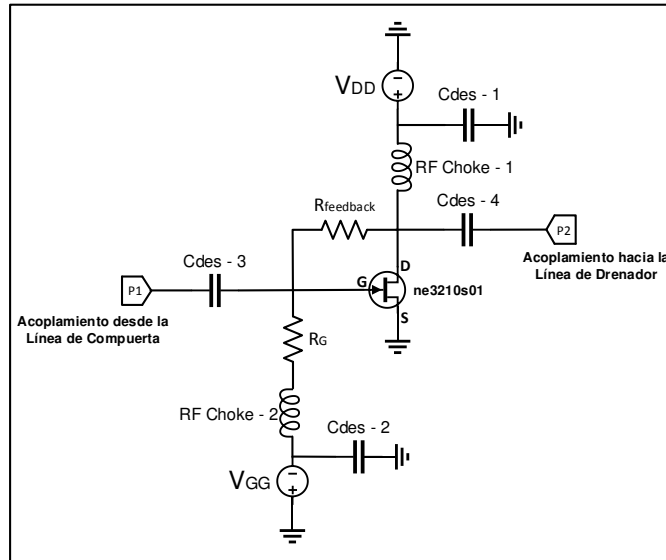 VDD
-
+
Cdes - 1
RF Choke - 1
Rfeedback
Cdes - 4
Cdes - 3
P1
P2
D
G
S
ne3210s01
Acoplamiento hacia la
Línea de Drenador
Acoplamiento desde la
Línea de Compuerta
RG
RF Choke - 2
Cdes - 2
VGG
-
+